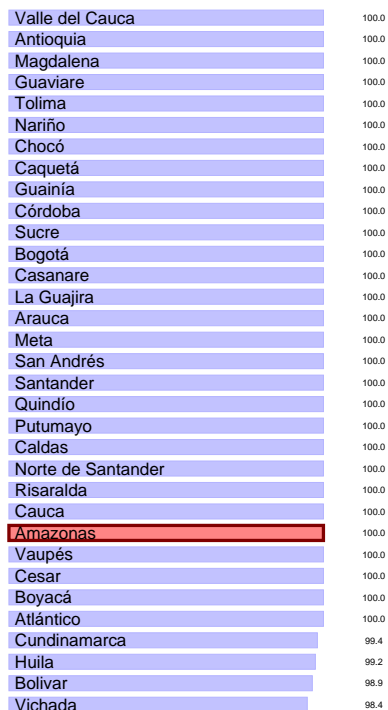 Valle del Cauca 100.0
Antioquia 100.0
Magdalena 100.0
Guaviare 100.0
Tolima 100.0
Nariño 100.0
Chocó 100.0
Caquetá 100.0
Guainía 100.0
Córdoba 100.0
Sucre 100.0
Bogotá 100.0
Casanare 100.0
La Guajira 100.0
Arauca 100.0
Meta 100.0
San Andrés 100.0
Santander 100.0
Quindío 100.0
Putumayo 100.0
Caldas 100.0
Norte de Santander 100.0
Risaralda 100.0
Cauca 100.0
Amazonas 100.0
Vaupés 100.0
Cesar 100.0
Boyacá 100.0
Atlántico 100.0
Cundinamarca 99.4
Huila 99.2
Bolivar 98.9
Vichada 98.4